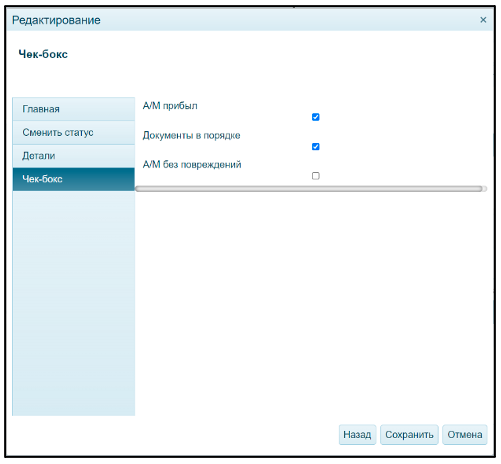 Редактирование
Чек-бокс
Главная
Сменить статус
Детали
Чек-бокс
А/М прибыл
Документы в порядке
А/М без повреждений
Назад
Сохранить
Отмена